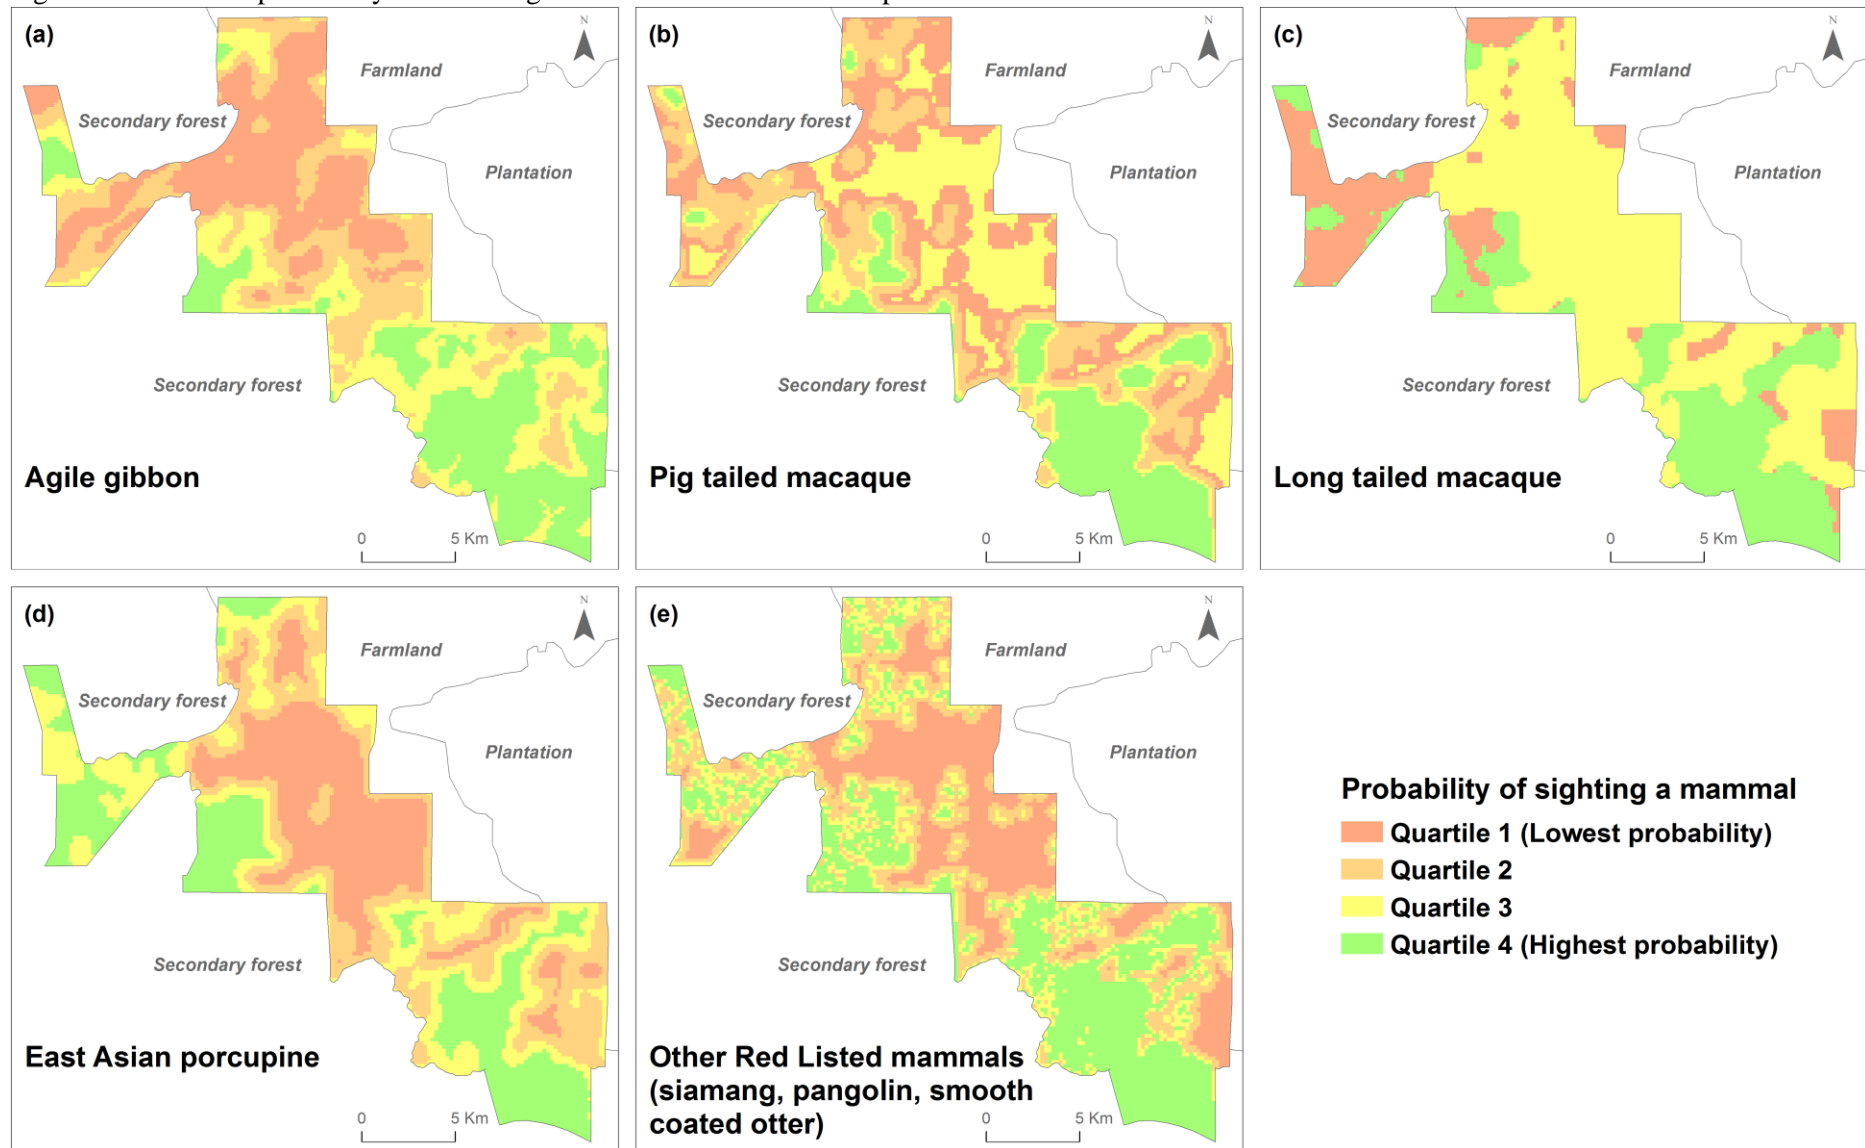 (a)
N
Farmland
Secondary forest
Plantation
Secondary forest
Agile gibbon
0 5 Km
(b)
N
Farmland
Secondary forest
Plantation
Secondary forest
Pig tailed macaque
0 5 Km
(c)
N
Farmland
Secondary forest
Plantation
Secondary forest
Long tailed macaque
0 5 Km
(d)
N
Farmland
Secondary forest
Plantation
Secondary forest
East Asian porcupine
0 5 Km
(e)
N
Farmland
Secondary forest
Plantation
Secondary forest
Other Red Listed mammals
(siamang, pangolin, smooth
coated otter)
0 5 Km
Probability of sighting a mammal
Quartile 1 (Lowest probability)
Quartile 2
Quartile 3
Quartile 4 (Highest probability)